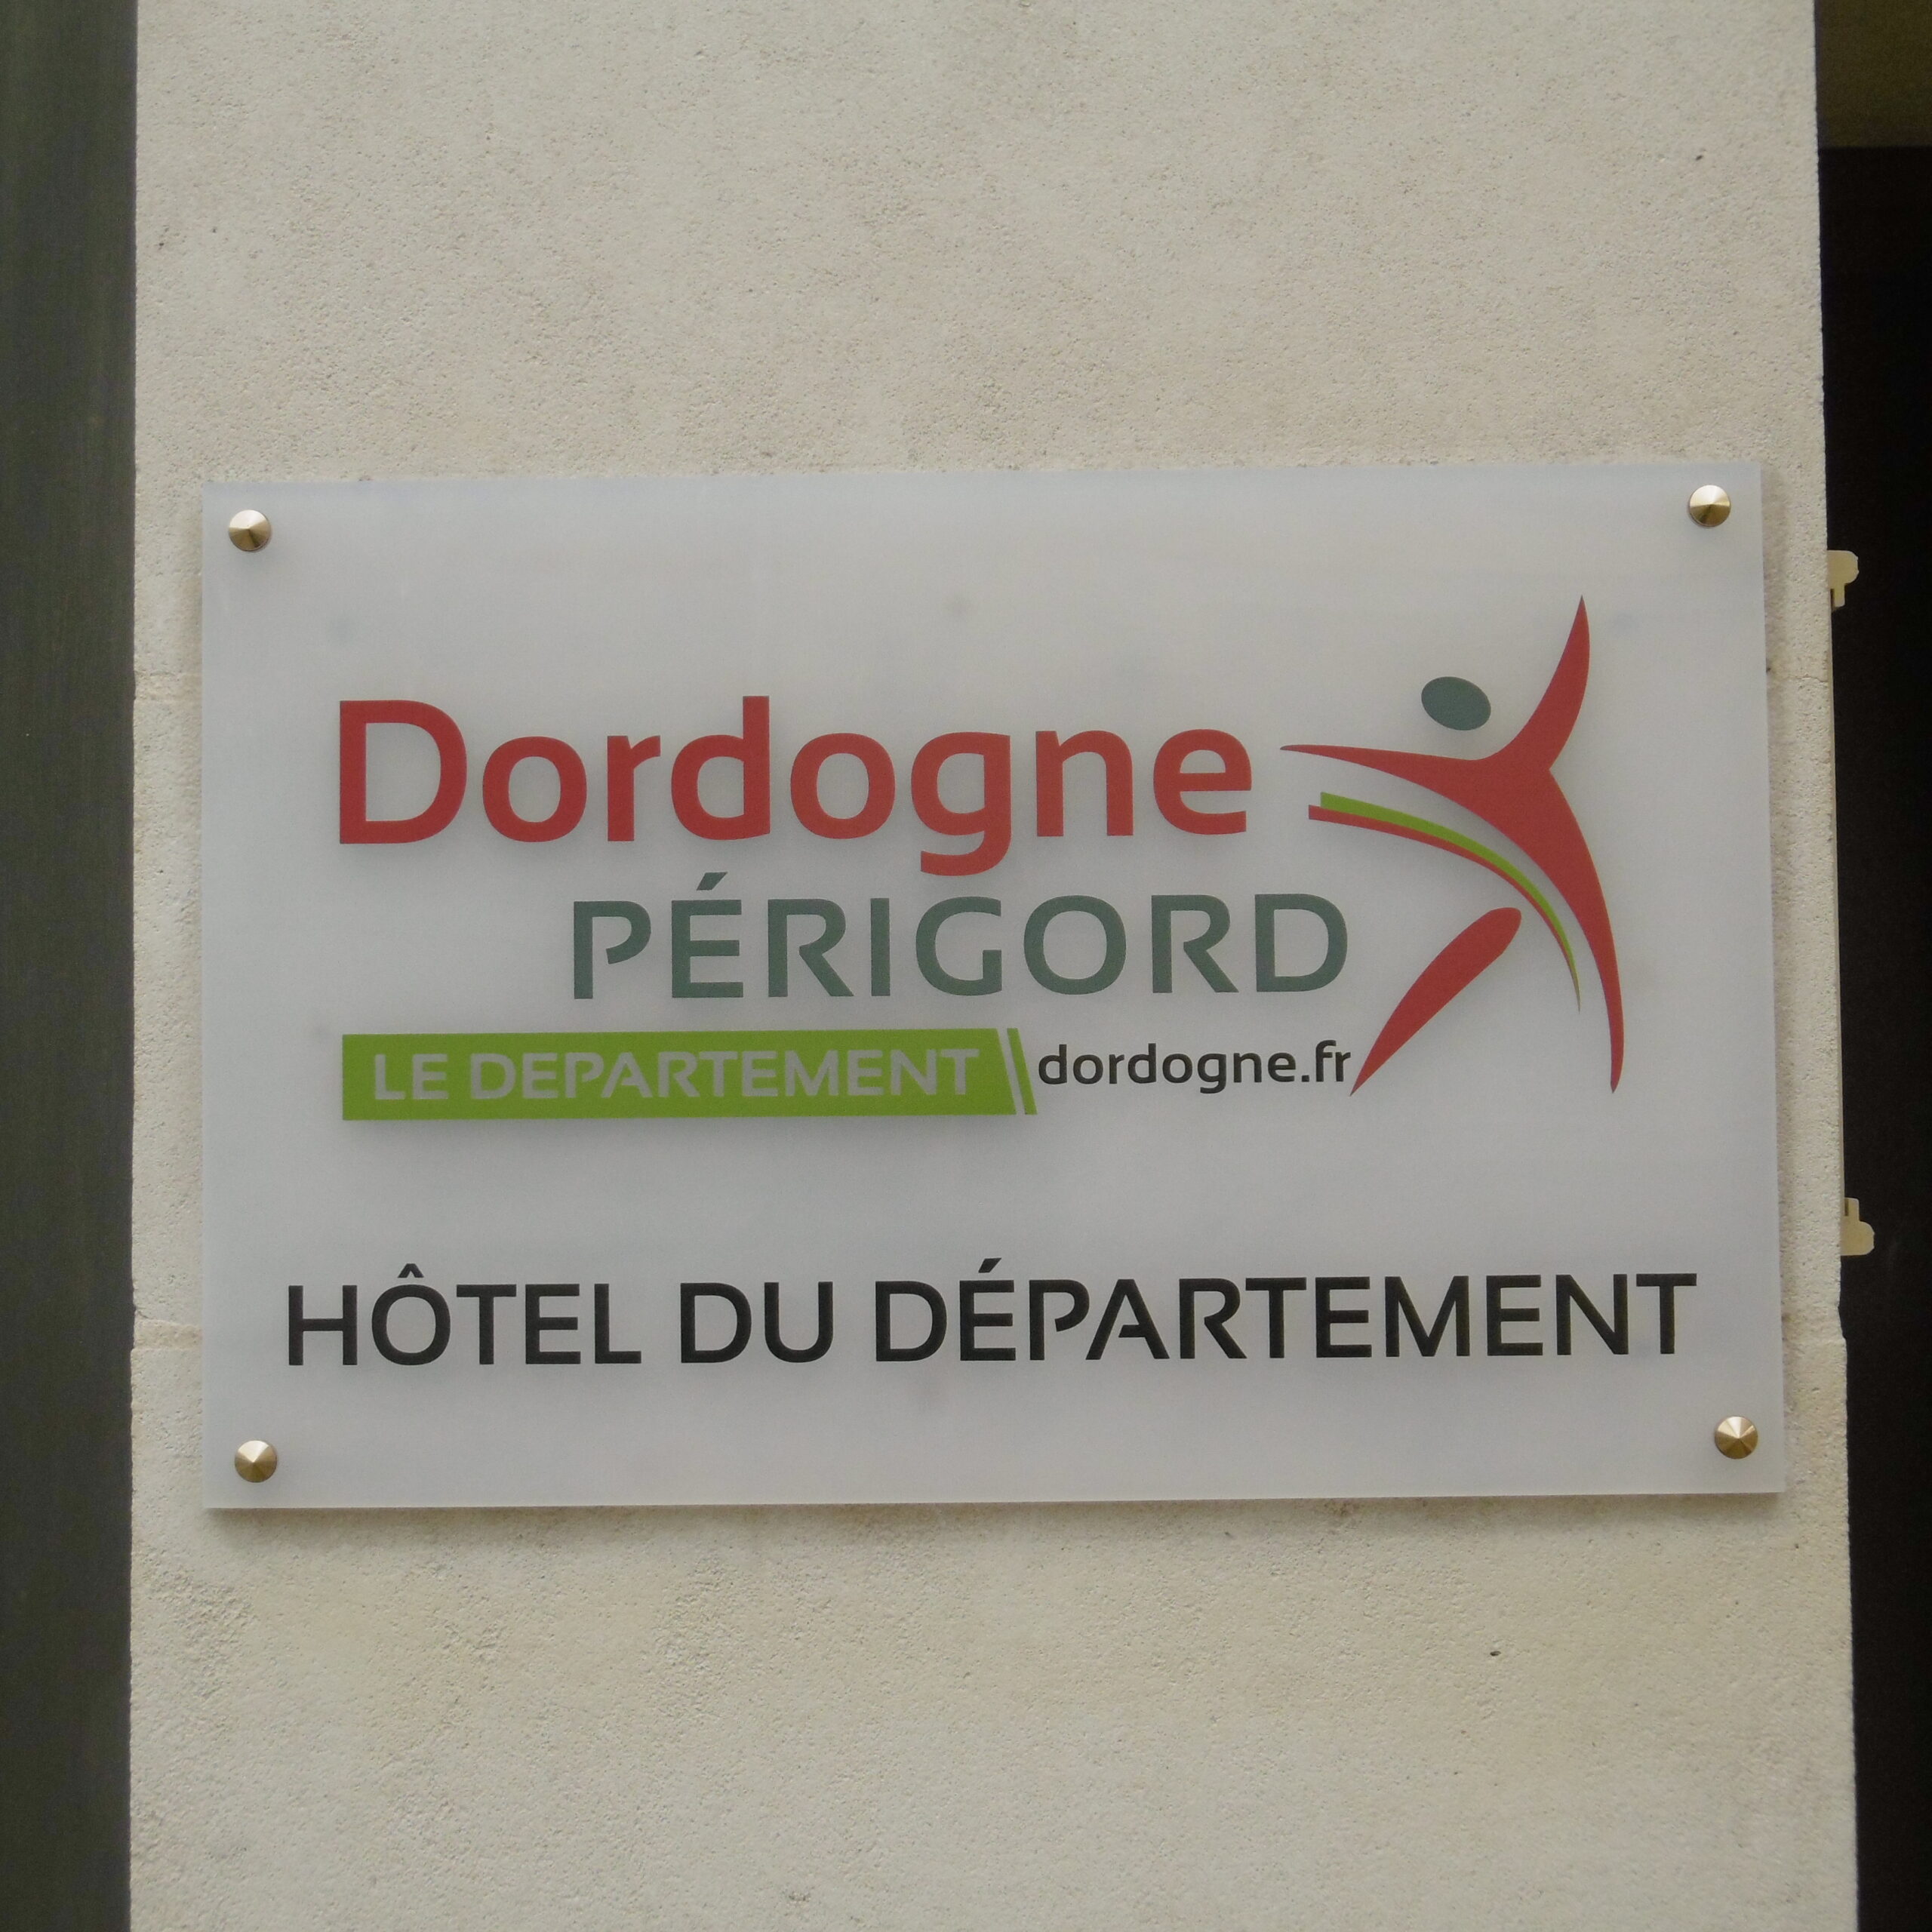 Dordogne
PÉRIGORD
LE DEPARTEMENT dordogne.fr
HÔTEL DU DÉPARTEMENT